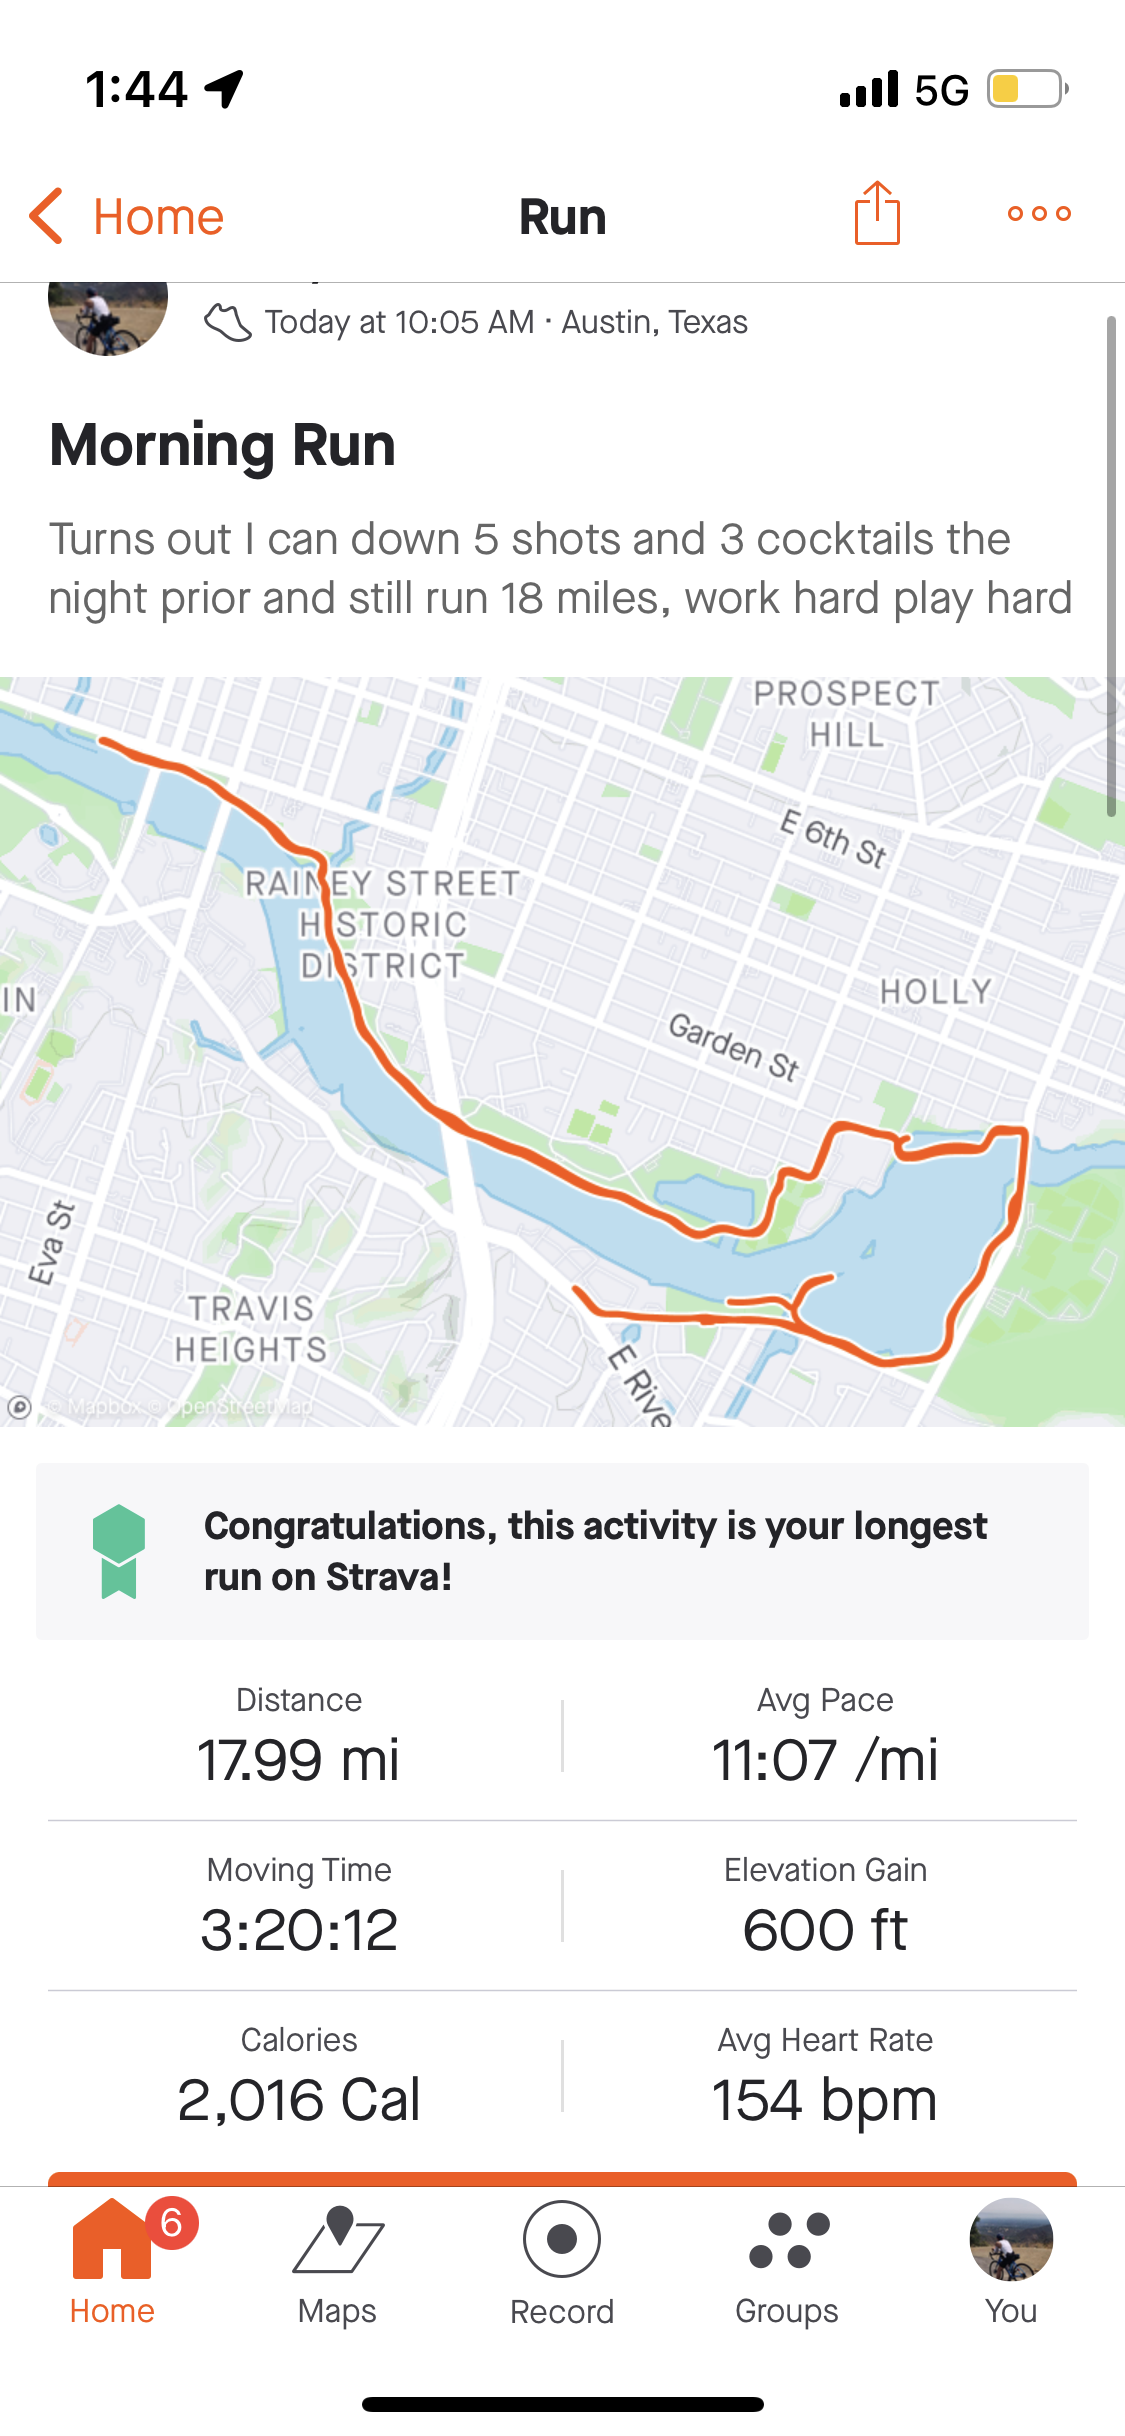 1:44
5G
Home
Run
Today at 10:05 AM · Austin, Texas
Morning Run
Turns out I can down 5 shots and 3 cocktails the
night prior and still run 18 miles, work hard play hard
PROSPECT
HILL
E 6th St
RAINEY STREET
HISTORIC
DISTRICT
IN
HOLLY
Garden St
Eva St
TRAVIS
HEIGHTS
E Rive
© Mapbox © OpenStreetMap
Congratulations, this activity is your longest
run on Strava!
Distance
Avg Pace
17.99 mi
11:07 /mi
Moving Time
Elevation Gain
3:20:12
600 ft
Calories
Avg Heart Rate
2,016 Cal
154 bpm
6
Home
Maps
Record
Groups
You